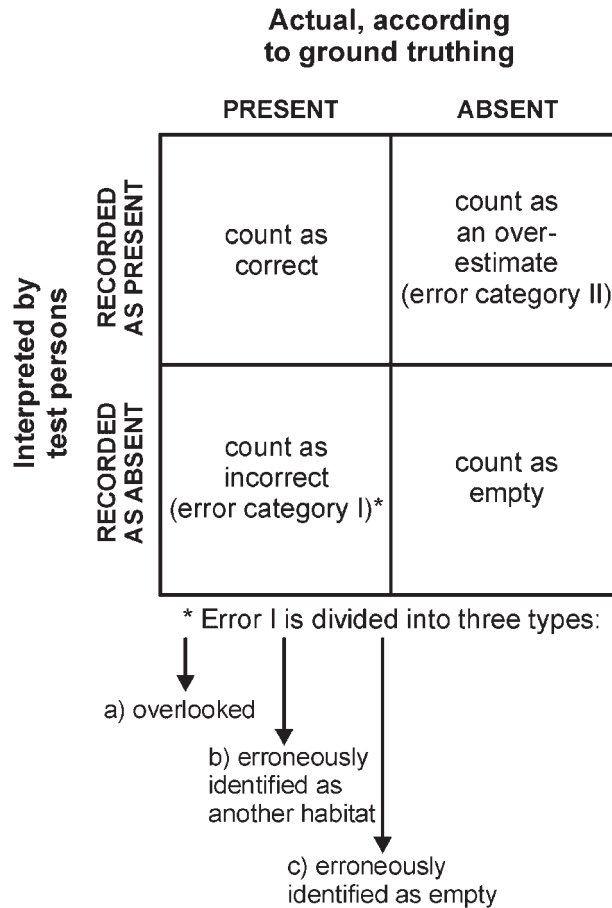 Actual, according
to ground truthing
PRESENT
ABSENT
Interpreted by
test persons
RECORDED
AS PRESENT
count as
correct
count as
an over-
estimate
(error category II)
RECORDED
AS ABSENT
count as
incorrect
(error category I)*
count as
empty
* Error I is divided into three types:
a) overlooked
b) erroneously
identified as
another habitat
c) erroneously
identified as empty